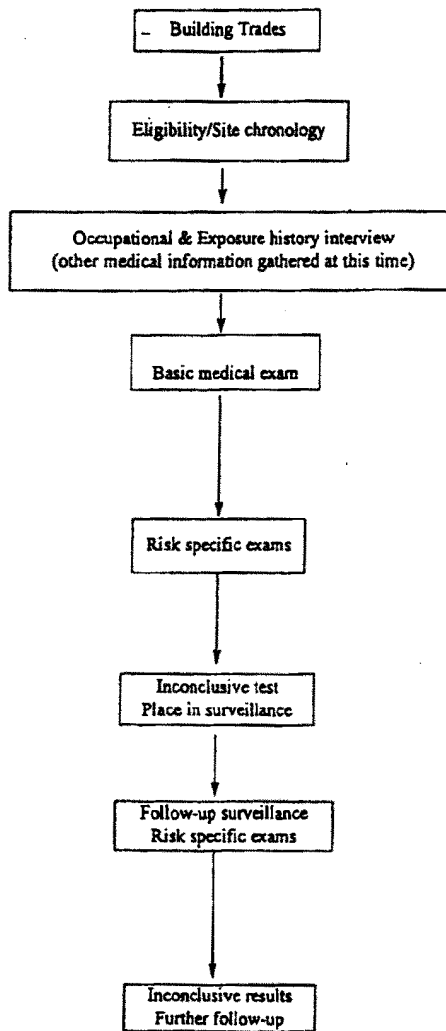 Building Trades
Eligibility/Site chronology
Occupational & Exposure history interview
(other medical information gathered at this time)
Basic medical exam
Risk specific exams
Inconclusive test
Place in surveillance
Follow-up surveillance
Risk specific exams
Inconclusive results
Further follow-up